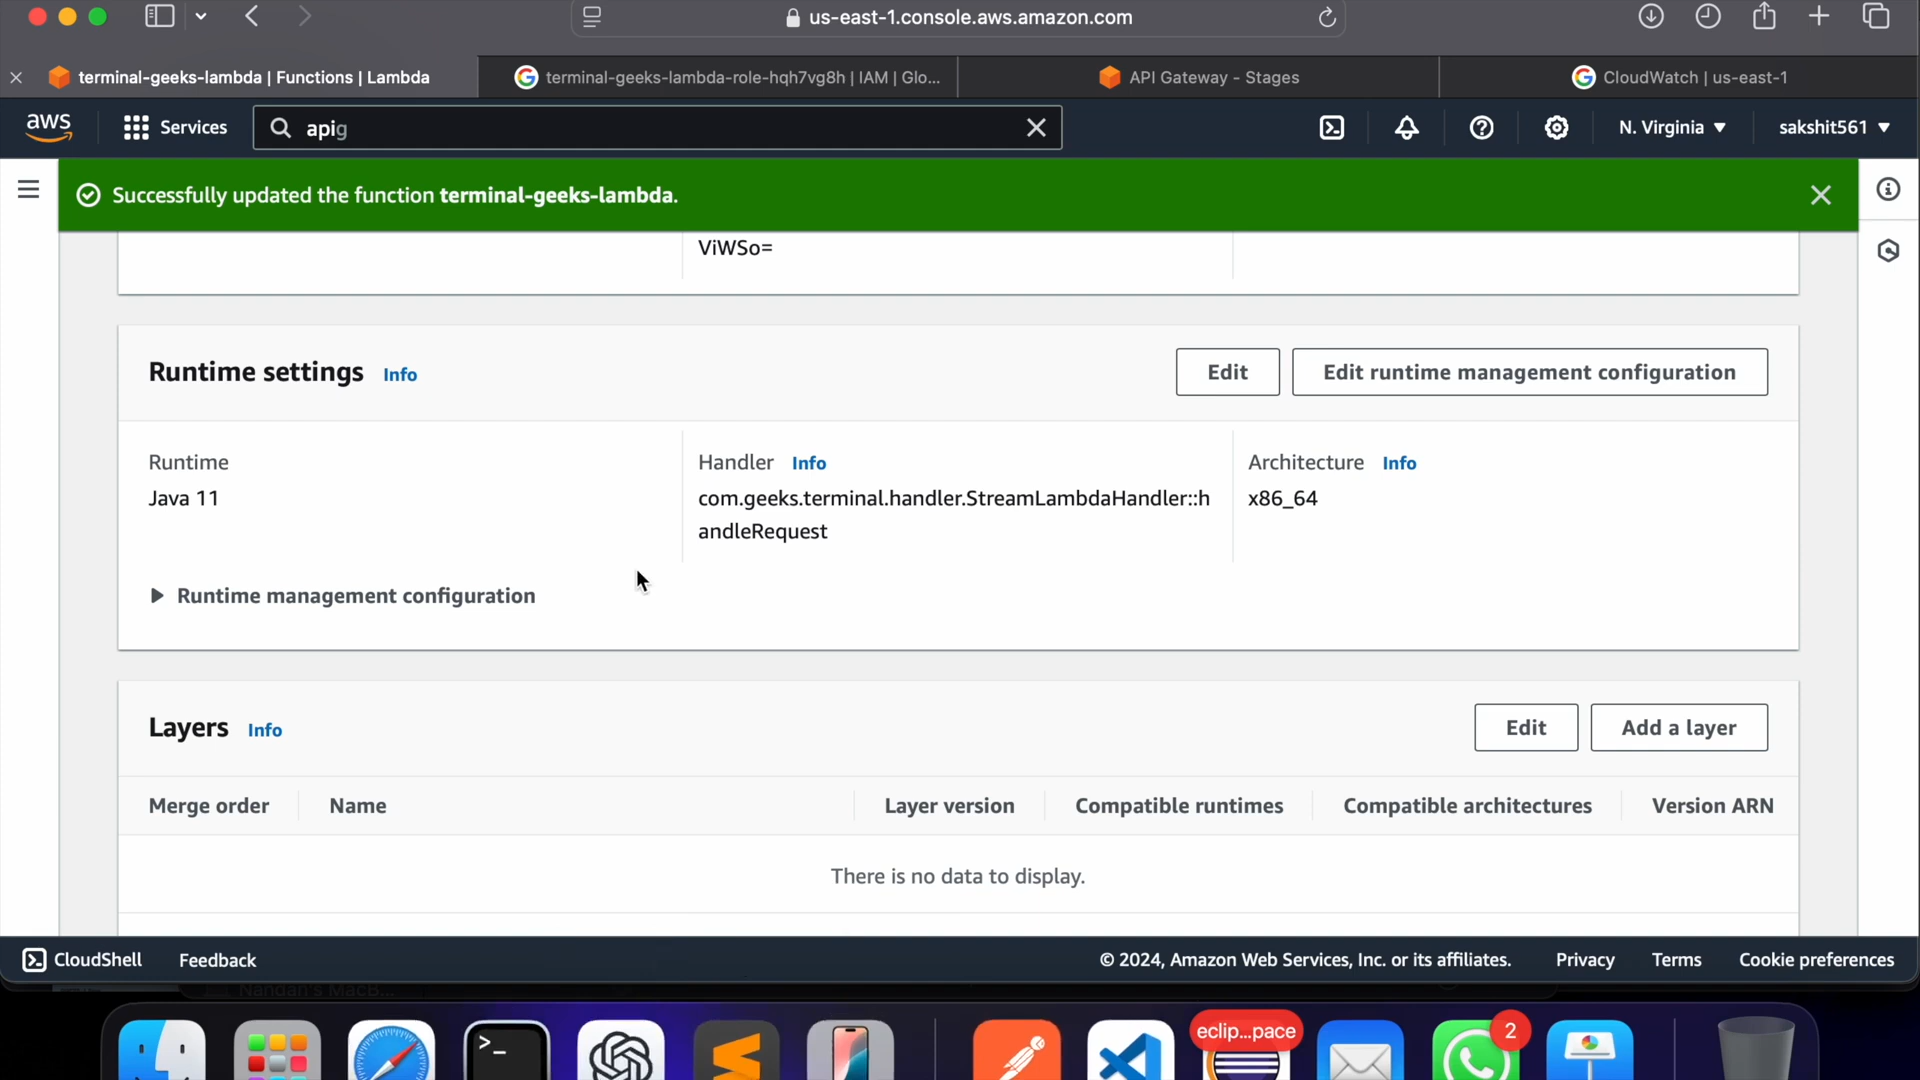 us-east-1.console.aws.amazon.com
terminal-geeks-lambda | Functions | Lambda
terminal-geeks-lambda-role-hqh7vg8h | IAM | Glo...
API Gateway - Stages
CloudWatch | us-east-1
aws
Services
apig
N. Virginia
sakshit561
Successfully updated the function terminal-geeks-lambda.
ViWSo=
Runtime settings Info
Edit
Edit runtime management configuration
Runtime
Java 11
Handler Info
com.geeks.terminal.handler.StreamLambdaHandler::h
andleRequest
Architecture Info
x86_64
Runtime management configuration
Layers Info
Edit
Add a layer
Merge order
Name
Layer version
Compatible runtimes
Compatible architectures
Version ARN
There is no data to display.
CloudShell
Feedback
© 2024, Amazon Web Services, Inc. or its affiliates.
Privacy
Terms
Cookie preferences
Nandan's MacB...
eclip...pace
2